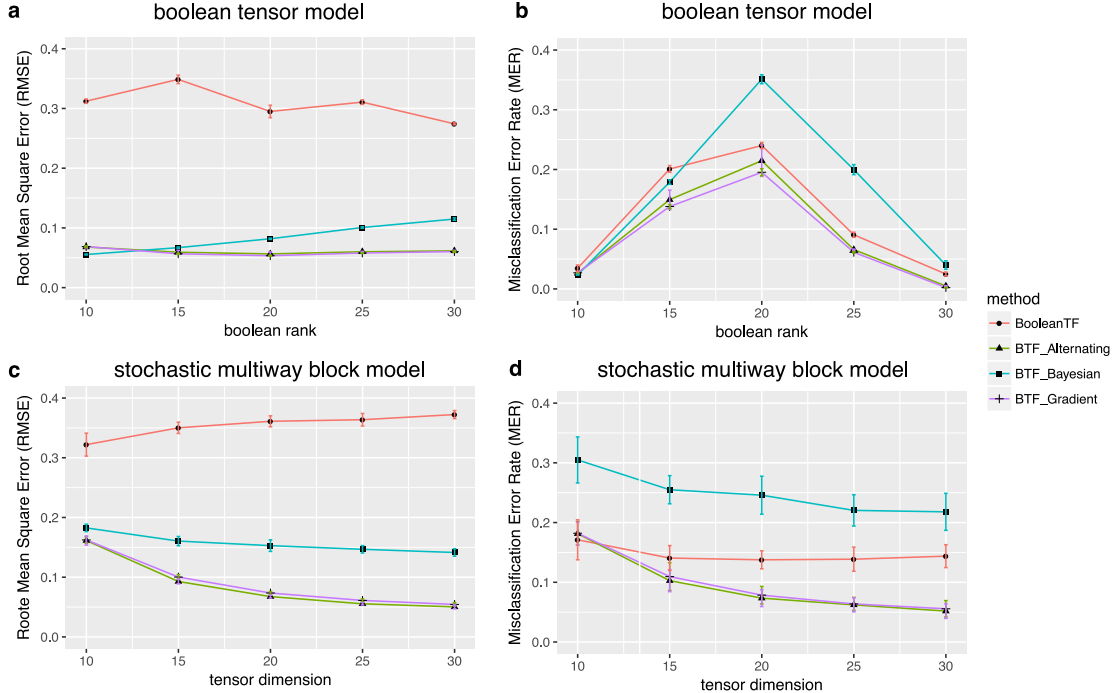 a
boolean tensor model
Root Mean Square Error (RMSE)
0.4
0.3
0.2
0.1
0.0
10 15 20 25 30
boolean rank
b
boolean tensor model
Misclassification Error Rate (MER)
0.4
0.3
0.2
0.1
0.0
10 15 20 25 30
boolean rank
c
stochastic multiway block model
Roote Mean Square Error (RMSE)
0.4
0.3
0.2
0.1
0.0
10 15 20 25 30
tensor dimension
d
stochastic multiway block model
Misclassification Error Rate (MER)
0.4
0.3
0.2
0.1
0.0
10 15 20 25 30
tensor dimension
method
BooleanTF
BTF_Alternating
BTF_Bayesian
BTF_Gradient